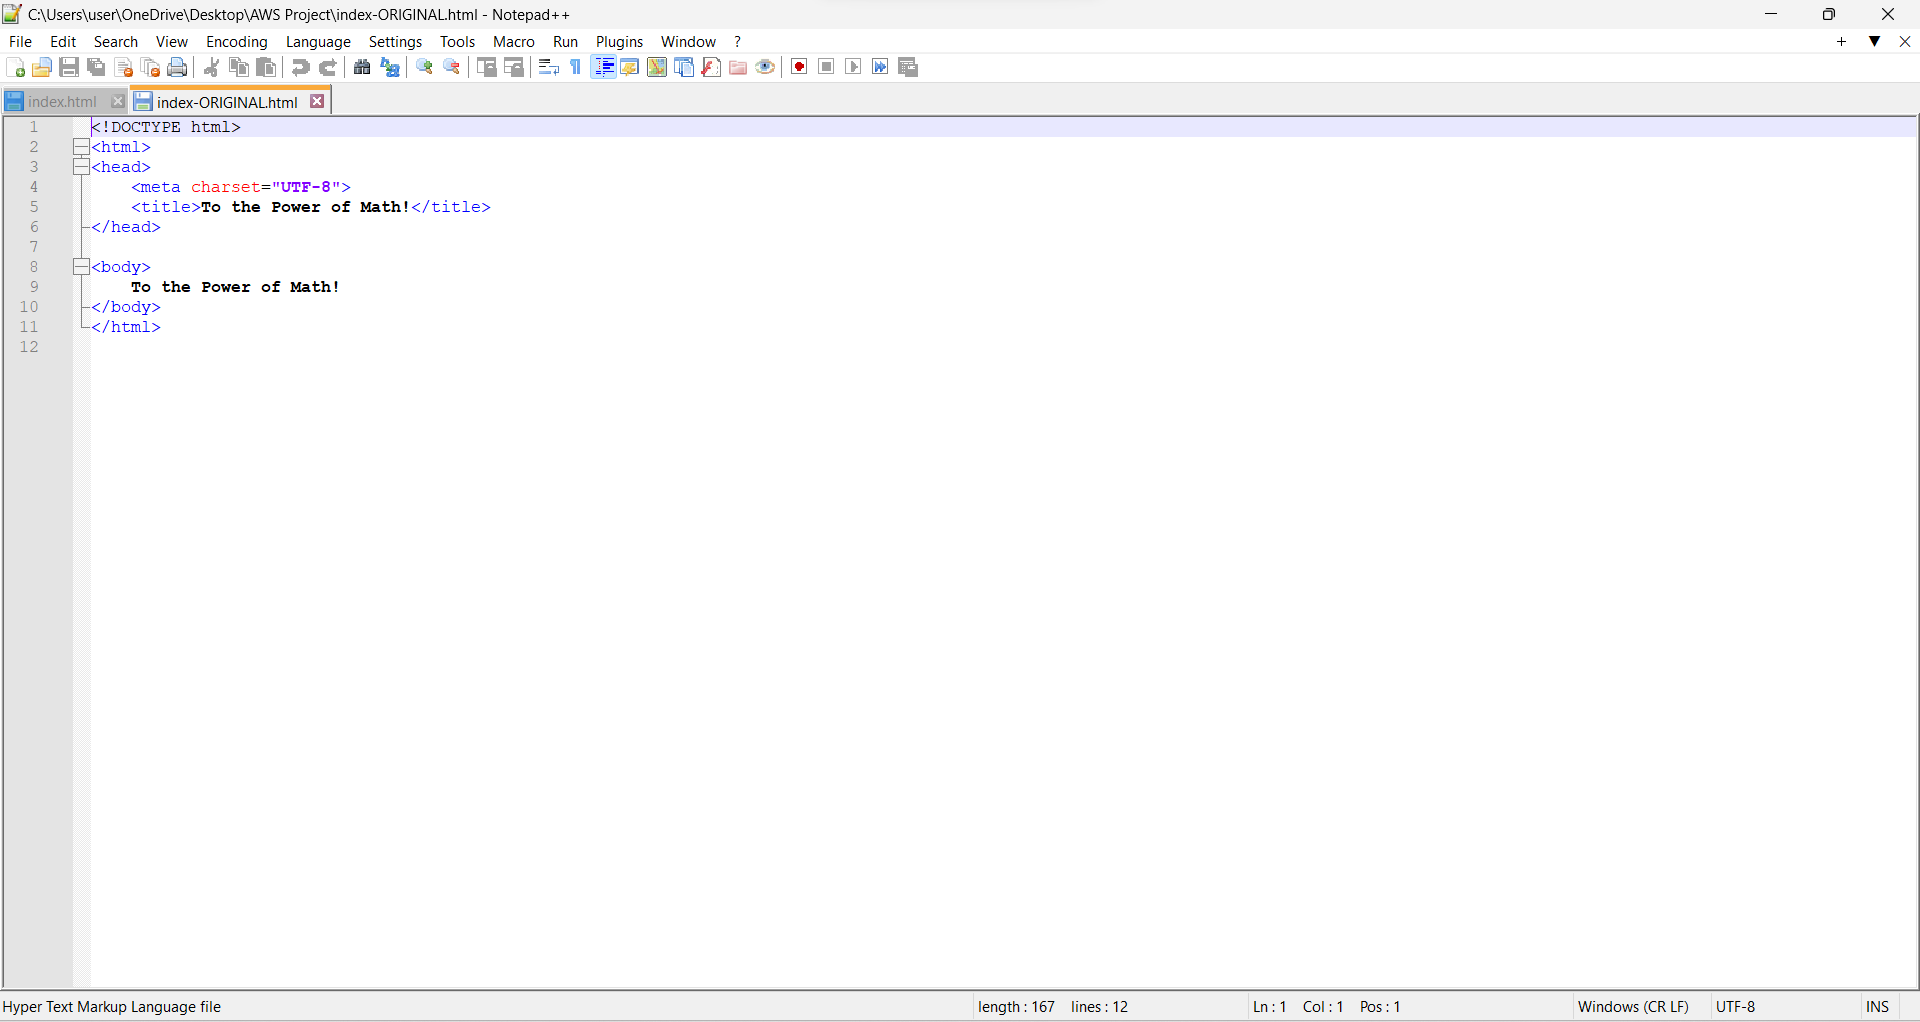 C:\Users\user\OneDrive\Desktop\AWS Project\index-ORIGINAL.html - Notepad++
File Edit Search View Encoding Language Settings Tools Macro Run Plugins Window ?
index.html index-ORIGINAL.html
1 <!DOCTYPE html>
2 <html>
3 <head>
4 <meta charset="UTF-8">
5 <title>To the Power of Math!</title>
6 </head>
7
8 <body>
9 To the Power of Math!
10 </body>
11 </html>
12
Hyper Text Markup Language file length : 167 lines : 12 Ln : 1 Col : 1 Pos : 1 Windows (CR LF) UTF-8 INS